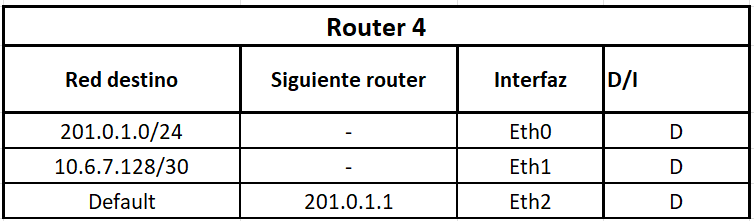 Router 4
Red destino Siguiente router Interfaz D/I
201.0.1.0/24 - Eth0 D
10.6.7.128/30 - Eth1 D
Default 201.0.1.1 Eth2 D